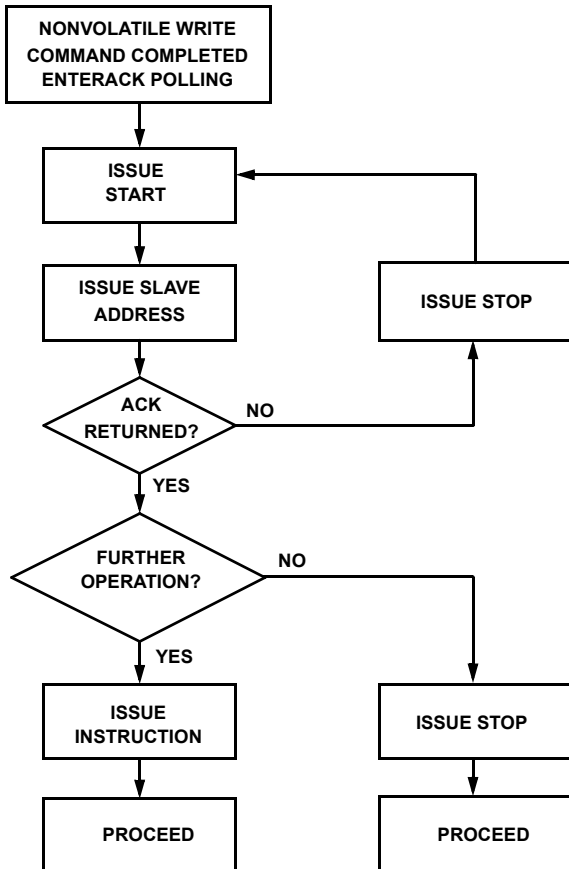 NONVOLATILE WRITE
COMMAND COMPLETED
ENTERACK POLLING
ISSUE
START
ISSUE SLAVE
ADDRESS
ISSUE STOP
ACK
RETURNED?
NO
YES
FURTHER
OPERATION?
NO
YES
ISSUE
INSTRUCTION
ISSUE STOP
PROCEED
PROCEED